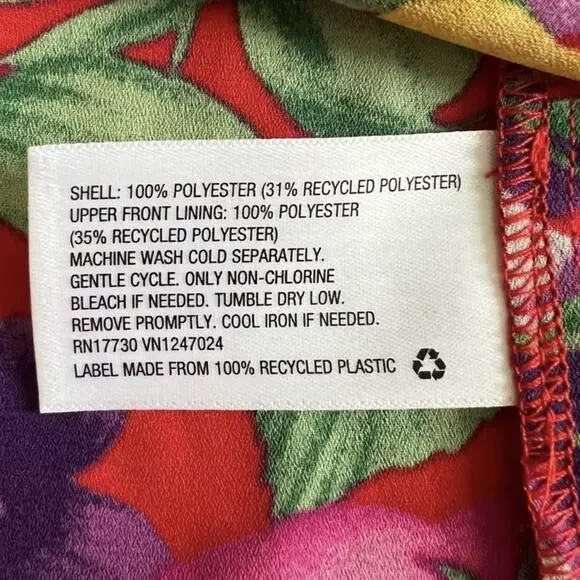 SHELL: 100% POLYESTER (31% RECYCLED POLYESTER)
UPPER FRONT LINING: 100% POLYESTER
(35% RECYCLED POLYESTER)
MACHINE WASH COLD SEPARATELY.
GENTLE CYCLE. ONLY NON-CHLORINE
BLEACH IF NEEDED. TUMBLE DRY LOW.
REMOVE PROMPTLY. COOL IRON IF NEEDED.
RN17730 VN1247024
LABEL MADE FROM 100% RECYCLED PLASTIC